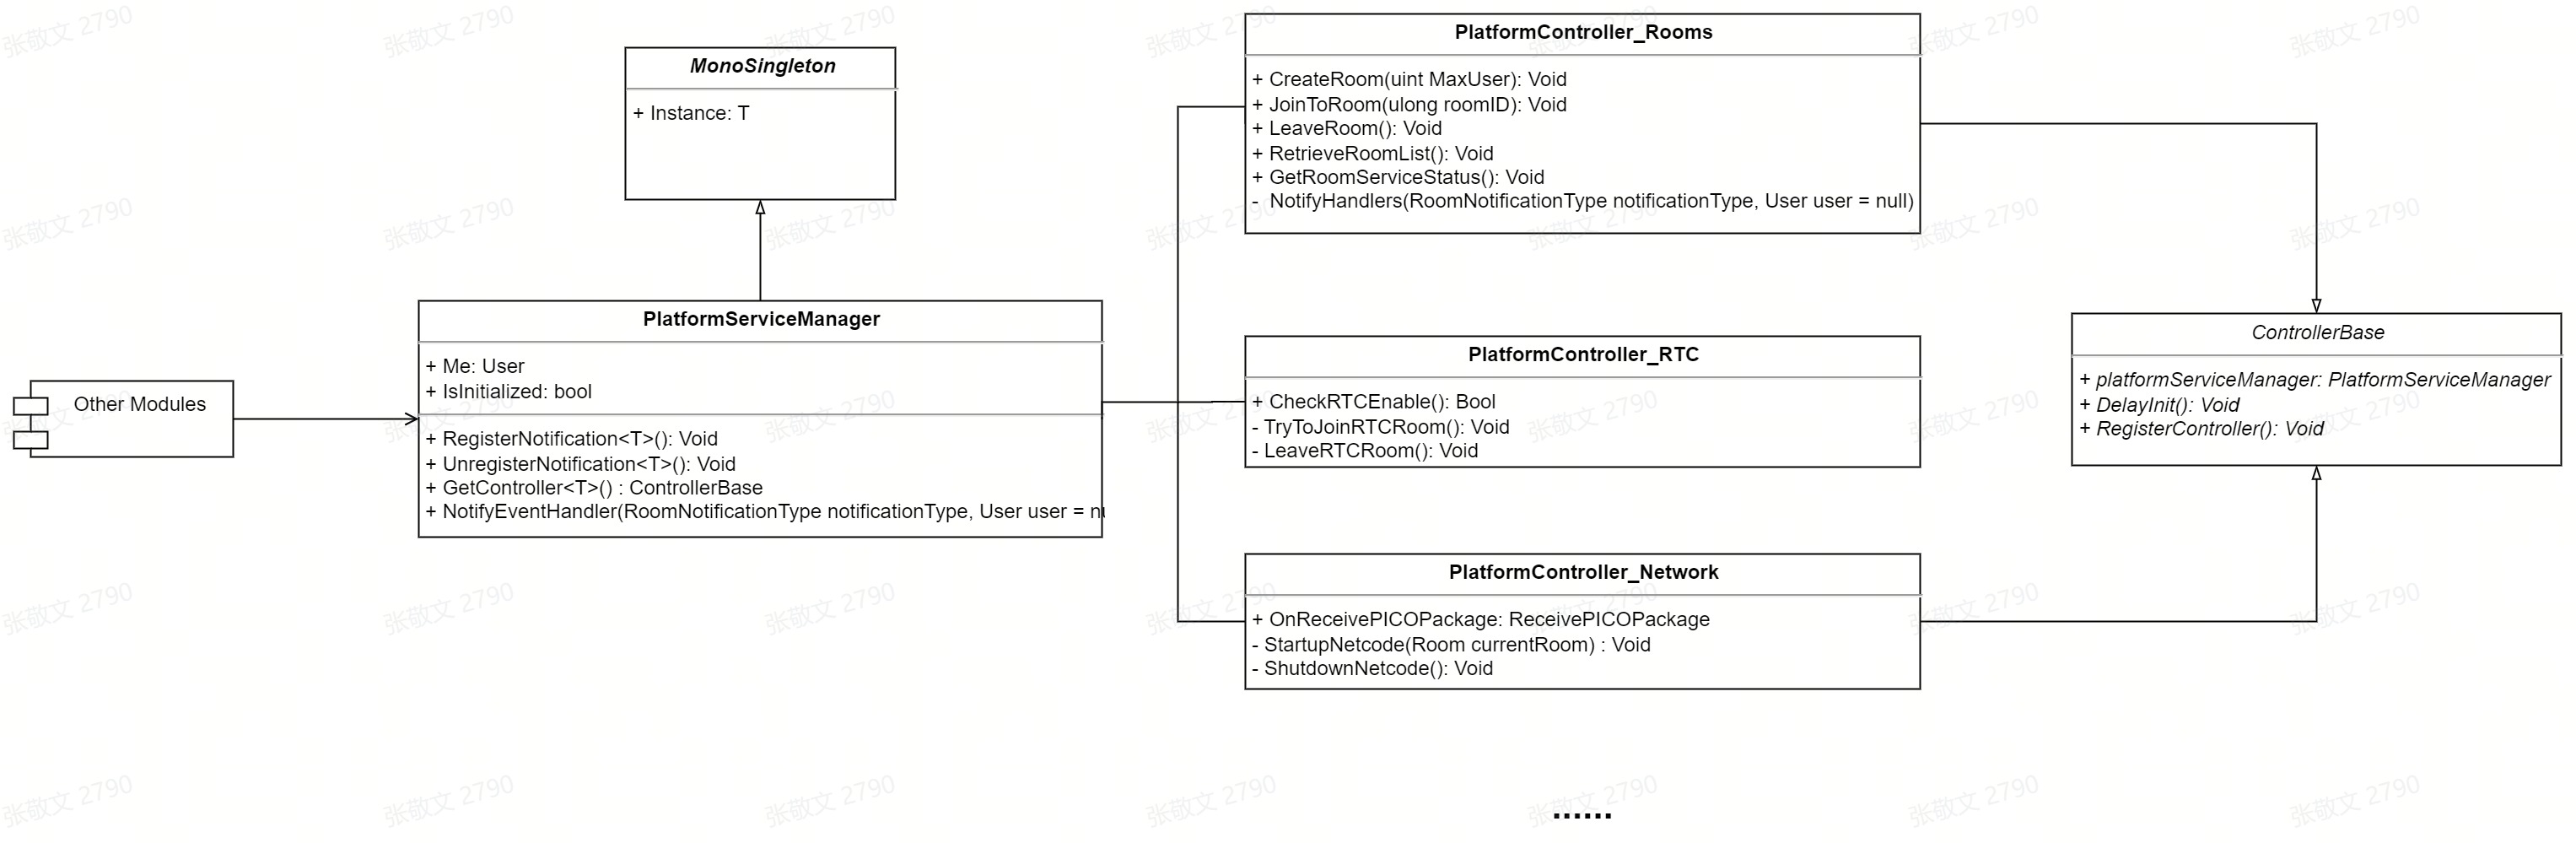 MonoSingleton
+ Instance: T
PlatformController_Rooms
+ CreateRoom(uint MaxUser): Void
+ JoinToRoom(ulong roomID): Void
+ LeaveRoom(): Void
+ RetrieveRoomList(): Void
+ GetRoomServiceStatus(): Void
- NotifyHandlers(RoomNotificationType notificationType, User user = null)
Other Modules
PlatformServiceManager
+ Me: User
+ IsInitialized: bool
+ RegisterNotification<T>(): Void
+ UnregisterNotification<T>(): Void
+ GetController<T>() : ControllerBase
+ NotifyEventHandler(RoomNotificationType notificationType, User user =
PlatformController_RTC
+ CheckRTCEnable(): Bool
- TryToJoinRTCRoom(): Void
- LeaveRTCRoom(): Void
ControllerBase
+ platformServiceManager: PlatformServiceManager
+ DelayInit(): Void
+ RegisterController(): Void
PlatformController_Network
+ OnReceivePICOPackage: ReceivePICOPackage
- StartupNetcode(Room currentRoom) : Void
- ShutdownNetcode(): Void
......
张敬文 2790